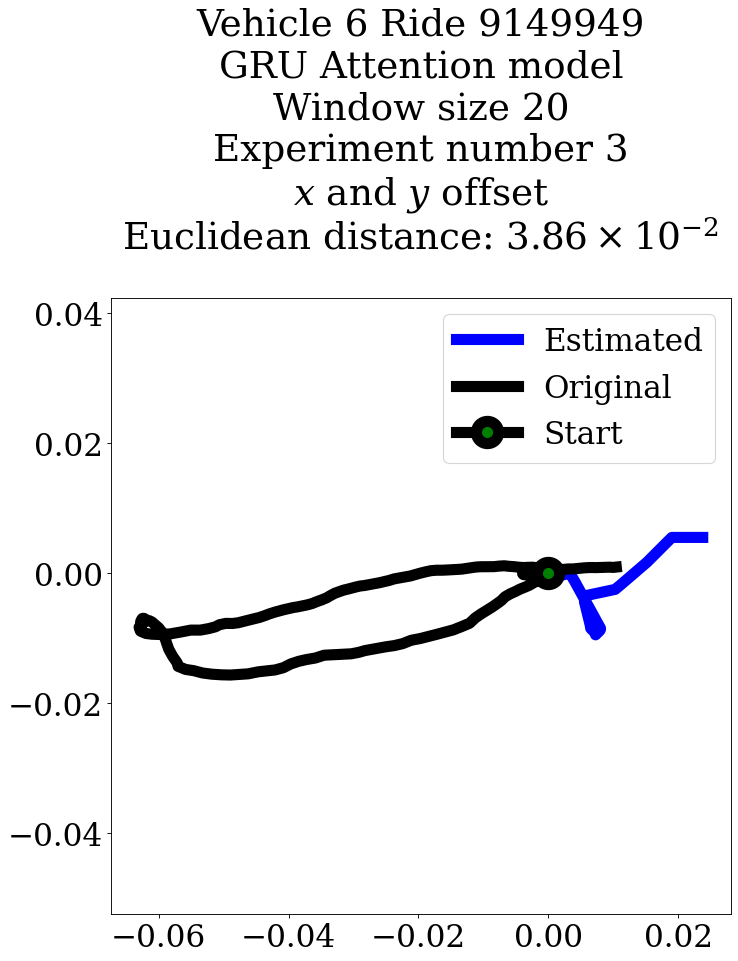 Vehicle 6 Ride 9149949
GRU Attention model
Window size 20
Experiment number 3
x and y offset
Euclidean distance: 3.86 × 10⁻²
Estimated
Original
Start
0.04
0.02
0.00
−0.02
−0.04
−0.06 −0.04 −0.02 0.00 0.02